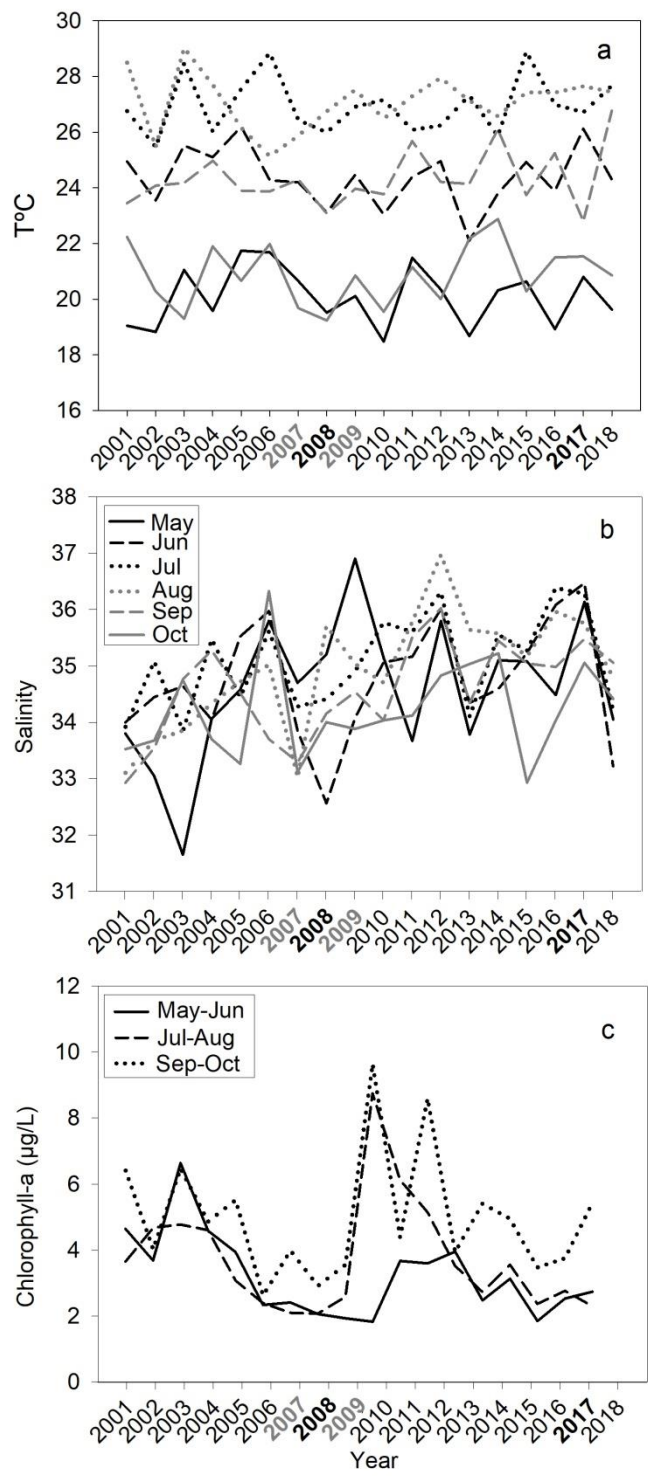 a
30
28
26
24
22
20
18
16
TºC
2001 2002 2003 2004 2005 2006 2007 2008 2009 2010 2011 2012 2013 2014 2015 2016 2017 2018
b
38
37
36
35
34
33
32
31
Salinity
May
Jun
Jul
Aug
Sep
Oct
2001 2002 2003 2004 2005 2006 2007 2008 2009 2010 2011 2012 2013 2014 2015 2016 2017 2018
c
12
10
8
6
4
2
0
Chlorophyll-a (µg/L)
May-Jun
Jul-Aug
Sep-Oct
2001 2002 2003 2004 2005 2006 2007 2008 2009 2010 2011 2012 2013 2014 2015 2016 2017 2018
Year